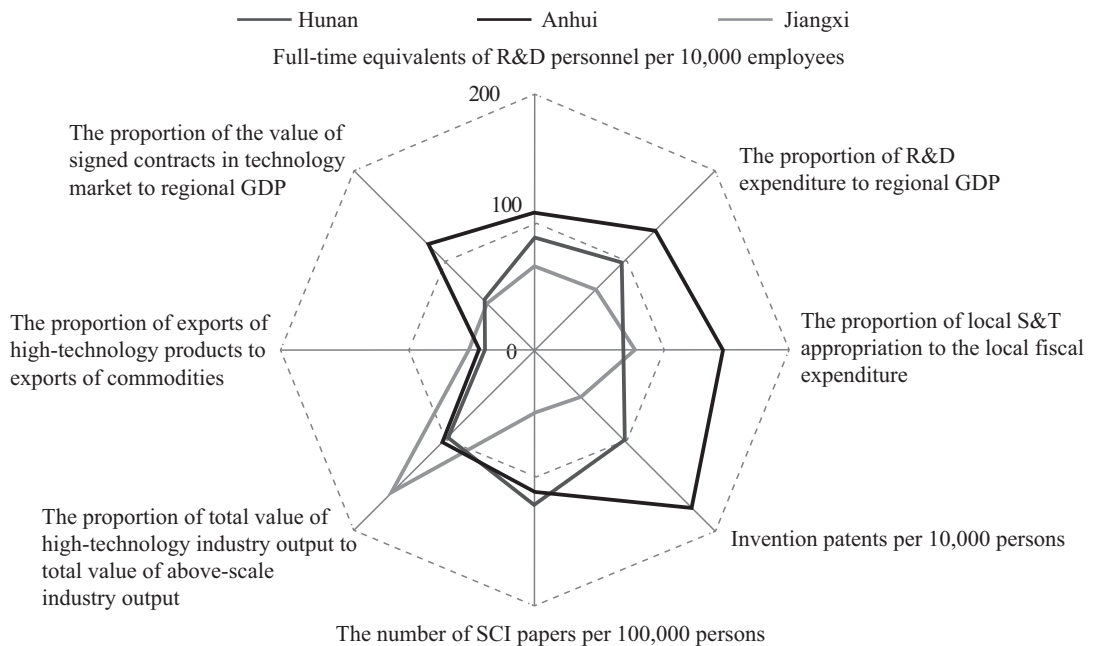 Hunan
Anhui
Jiangxi
Full-time equivalents of R&D personnel per 10,000 employees
200
The proportion of the value of
signed contracts in technology
market to regional GDP
The proportion of R&D
expenditure to regional GDP
100
The proportion of exports of
high-technology products to
exports of commodities
0
The proportion of local S&T
appropriation to the local fiscal
expenditure
The proportion of total value of
high-technology industry output to
total value of above-scale
industry output
Invention patents per 10,000 persons
The number of SCI papers per 100,000 persons